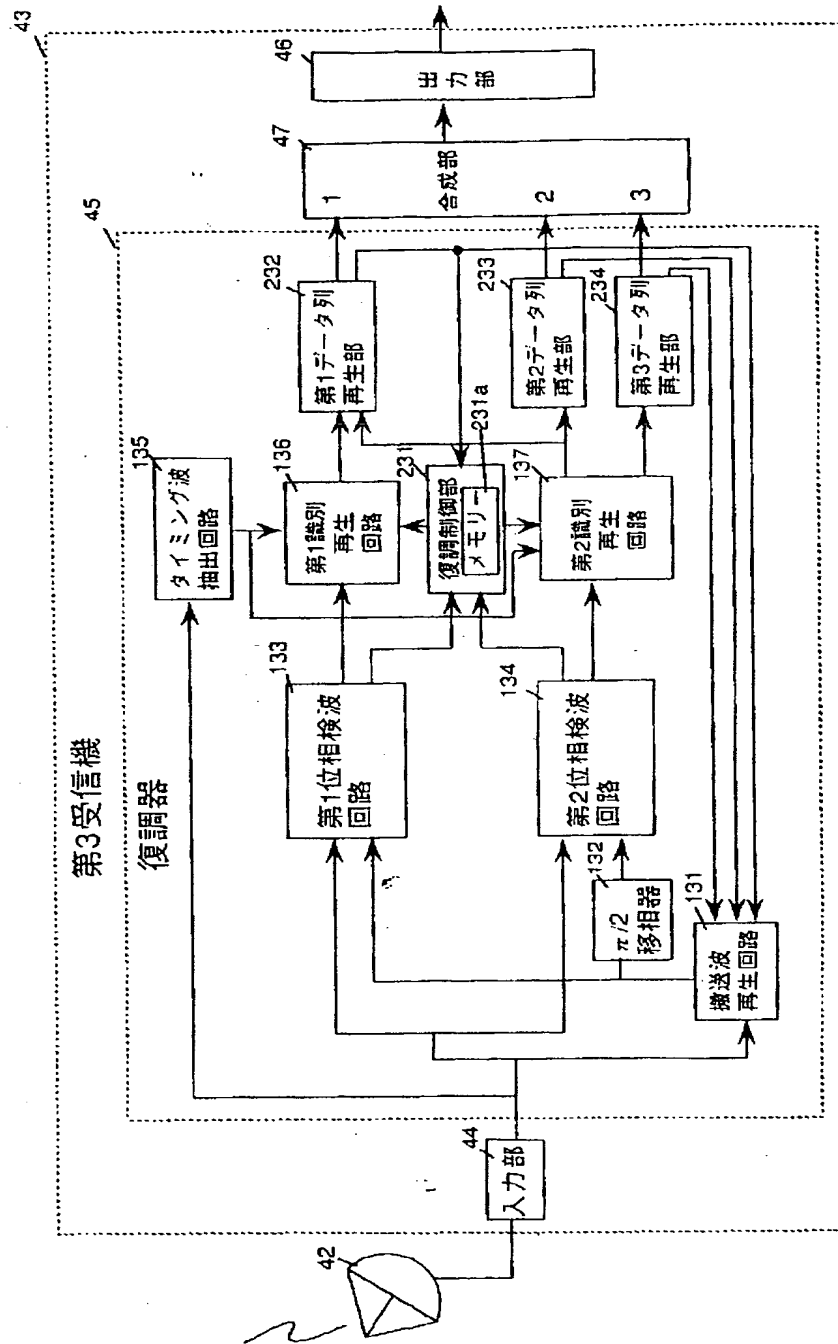 第3受信機
43
復調器
45
42
44
入力部
135
タイミング波
抽出回路
133
第1位相検波
回路
134
第2位相検波
回路
132
π/2
移相器
131
搬送波
再生回路
136
第1識別
再生
回路
231
復調制御部
メモリー
231a
137
第2識別
再生
回路
232
第1データ列
再生部
233
第2データ列
再生部
234
第3データ列
再生部
47
1
合成部
2
3
46
出力部